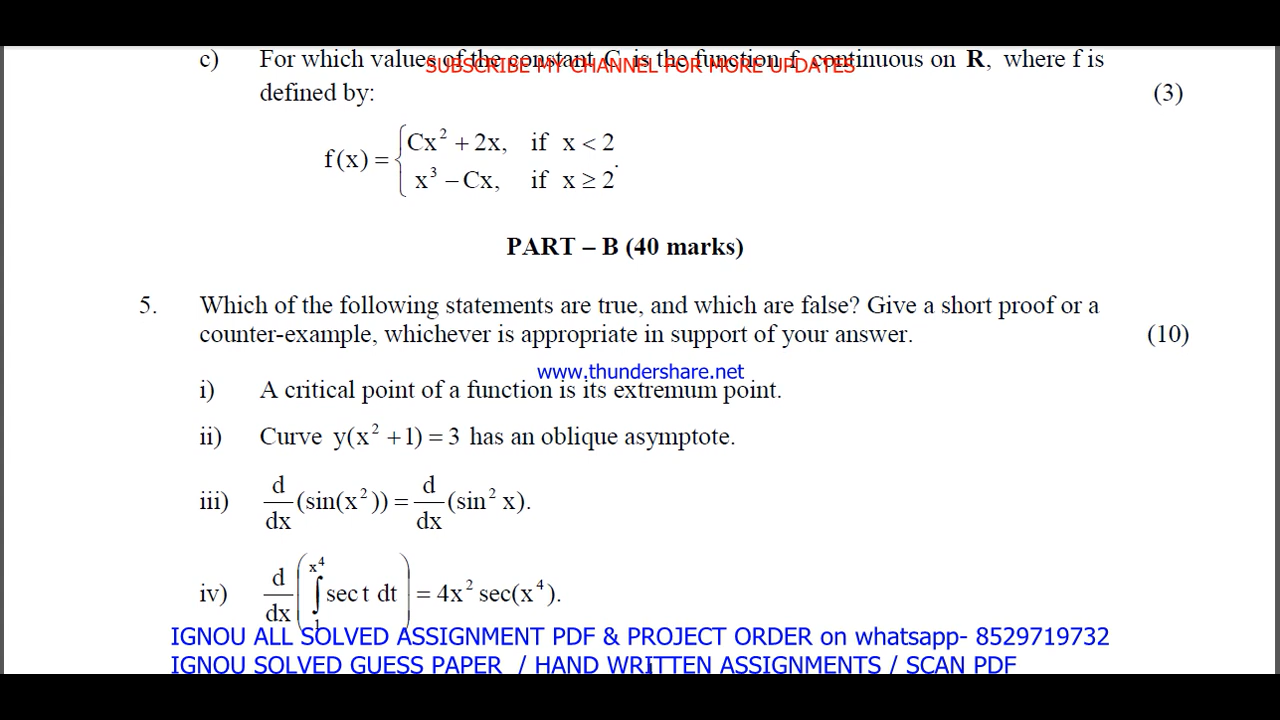 c) For which values of the constant C is the function f continuous on R, where f is
SUBSCRIBE MY CHANNEL FOR MORE UPDATES
defined by: (3)
f(x) = { Cx² + 2x, if x < 2
x³ − Cx, if x ≥ 2 .
PART – B (40 marks)
5. Which of the following statements are true, and which are false? Give a short proof or a
counter-example, whichever is appropriate in support of your answer. (10)
www.thundershare.net
i) A critical point of a function is its extremum point.
ii) Curve y(x² + 1) = 3 has an oblique asymptote.
iii) d/dx (sin(x²)) = d/dx (sin² x).
iv) d/dx (∫₁^(x⁴) sec t dt) = 4x² sec(x⁴).
IGNOU ALL SOLVED ASSIGNMENT PDF & PROJECT ORDER on whatsapp- 8529719732
IGNOU SOLVED GUESS PAPER / HAND WRITTEN ASSIGNMENTS / SCAN PDF